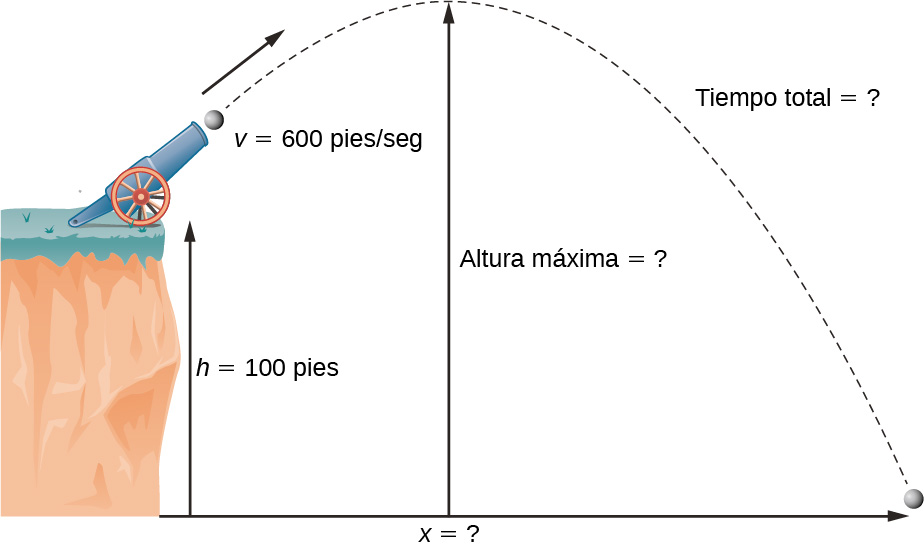 Tiempo total = ?
v = 600 pies/seg
Altura máxima = ?
h = 100 pies
x = ?